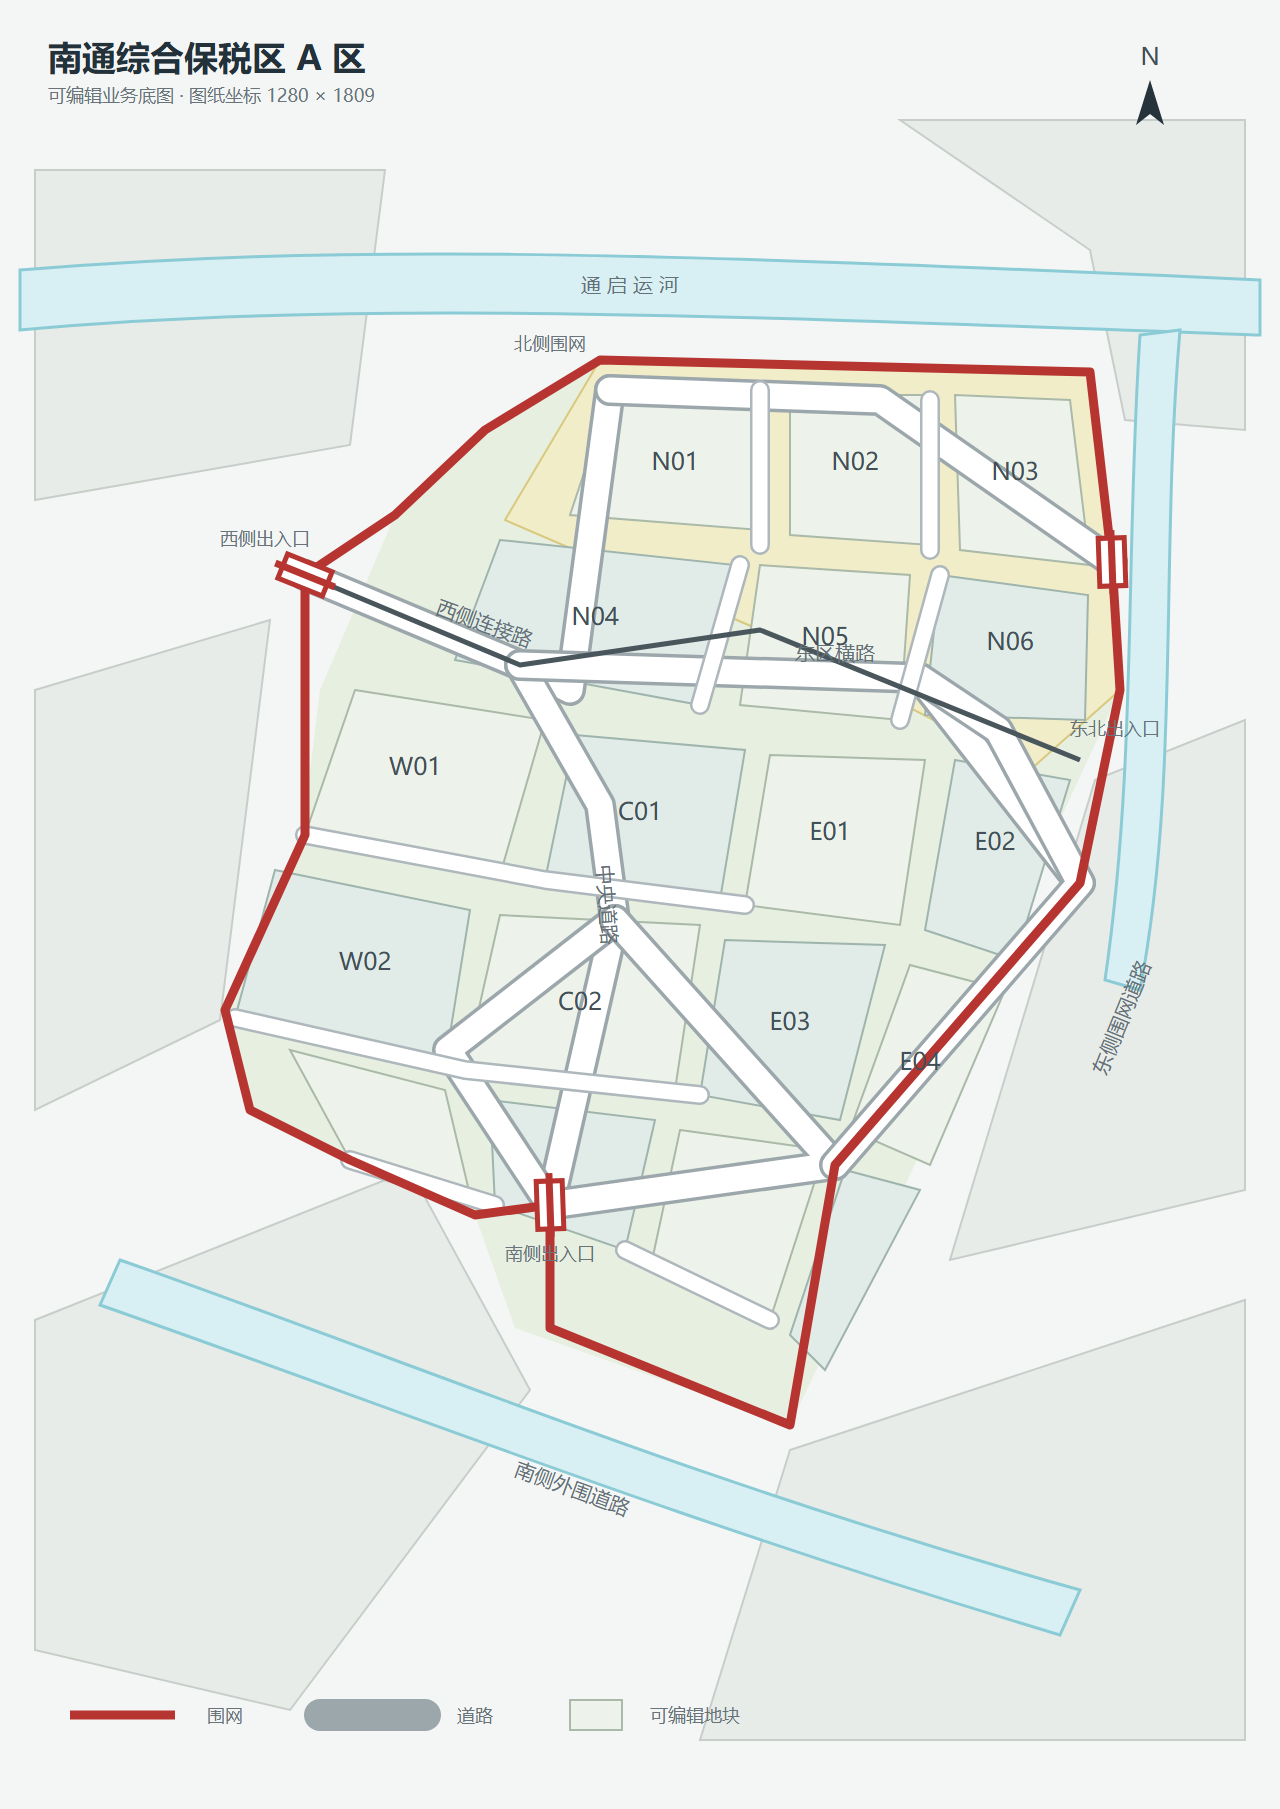 南通综合保税区 A 区
可编辑业务底图 · 图纸坐标 1280 × 1809
N
通 启 运 河
北侧围网
N01
N02
N03
西侧出入口
西侧连接路
N04
N05
东区横路
N06
东北出入口
W01
C01
E01
E02
中央道路
W02
C02
E03
E04
东侧围网道路
南侧出入口
南侧外围道路
围网
道路
可编辑地块